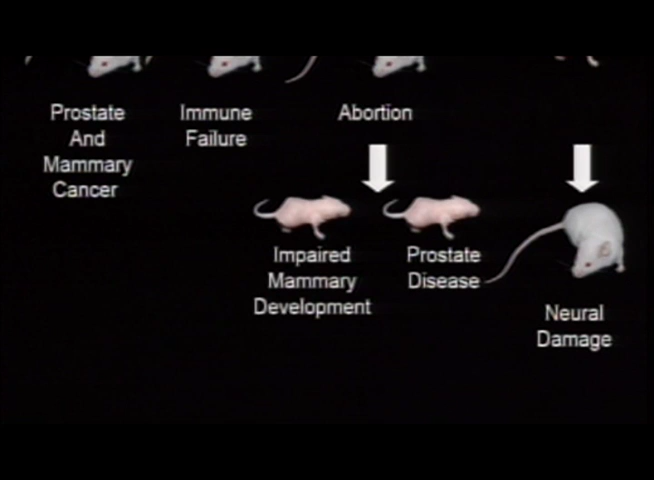 Prostate
And
Mammary
Cancer
Immune
Failure
Abortion
Impaired
Mammary
Development
Prostate
Disease
Neural
Damage